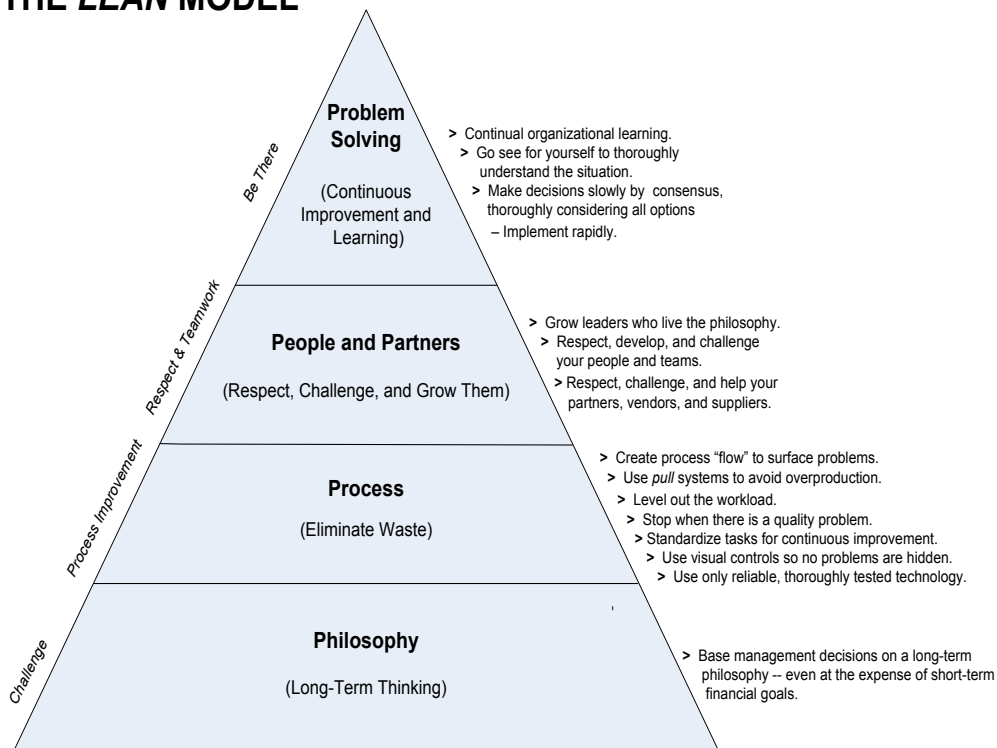 THE LEAN MODEL
Problem
Solving
(Continuous
Improvement and
Learning)
Be There
> Continual organizational learning.
> Go see for yourself to thoroughly
understand the situation.
> Make decisions slowly by consensus,
thoroughly considering all options
– Implement rapidly.
People and Partners
(Respect, Challenge, and Grow Them)
Respect & Teamwork
> Grow leaders who live the philosophy.
> Respect, develop, and challenge
your people and teams.
> Respect, challenge, and help your
partners, vendors, and suppliers.
Process
(Eliminate Waste)
Process Improvement
> Create process “flow” to surface problems.
> Use pull systems to avoid overproduction.
> Level out the workload.
> Stop when there is a quality problem.
> Standardize tasks for continuous improvement.
> Use visual controls so no problems are hidden.
> Use only reliable, thoroughly tested technology.
Philosophy
(Long-Term Thinking)
Challenge
> Base management decisions on a long-term
philosophy -- even at the expense of short-term
financial goals.